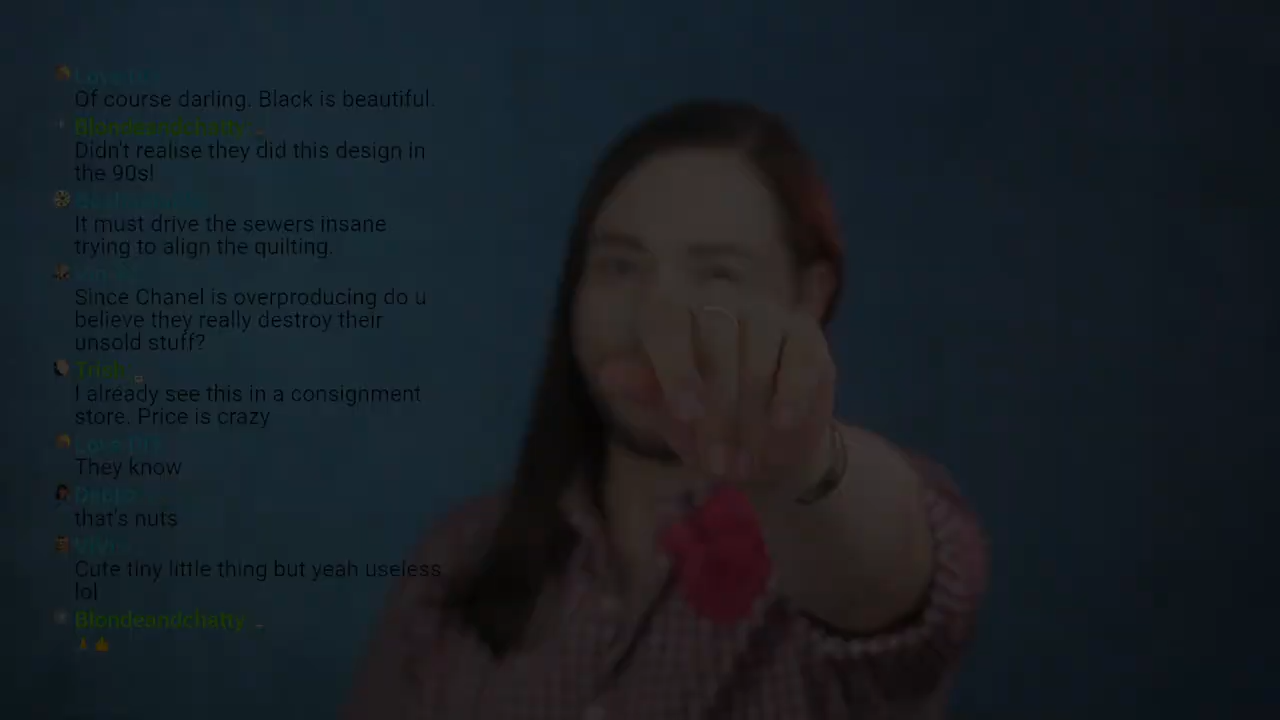 Of course darling. Black is beautiful.
Blondeandchatty
Didn't realise they did this design in
the 90s!
It must drive the sewers insane
trying to align the quilting.
Since Chanel is overproducing do u
believe they really destroy their
unsold stuff?
Trish
I already see this in a consignment
store. Price is crazy
They know
that's nuts
Cute tiny little thing but yeah useless
lol
Blondeandchatty